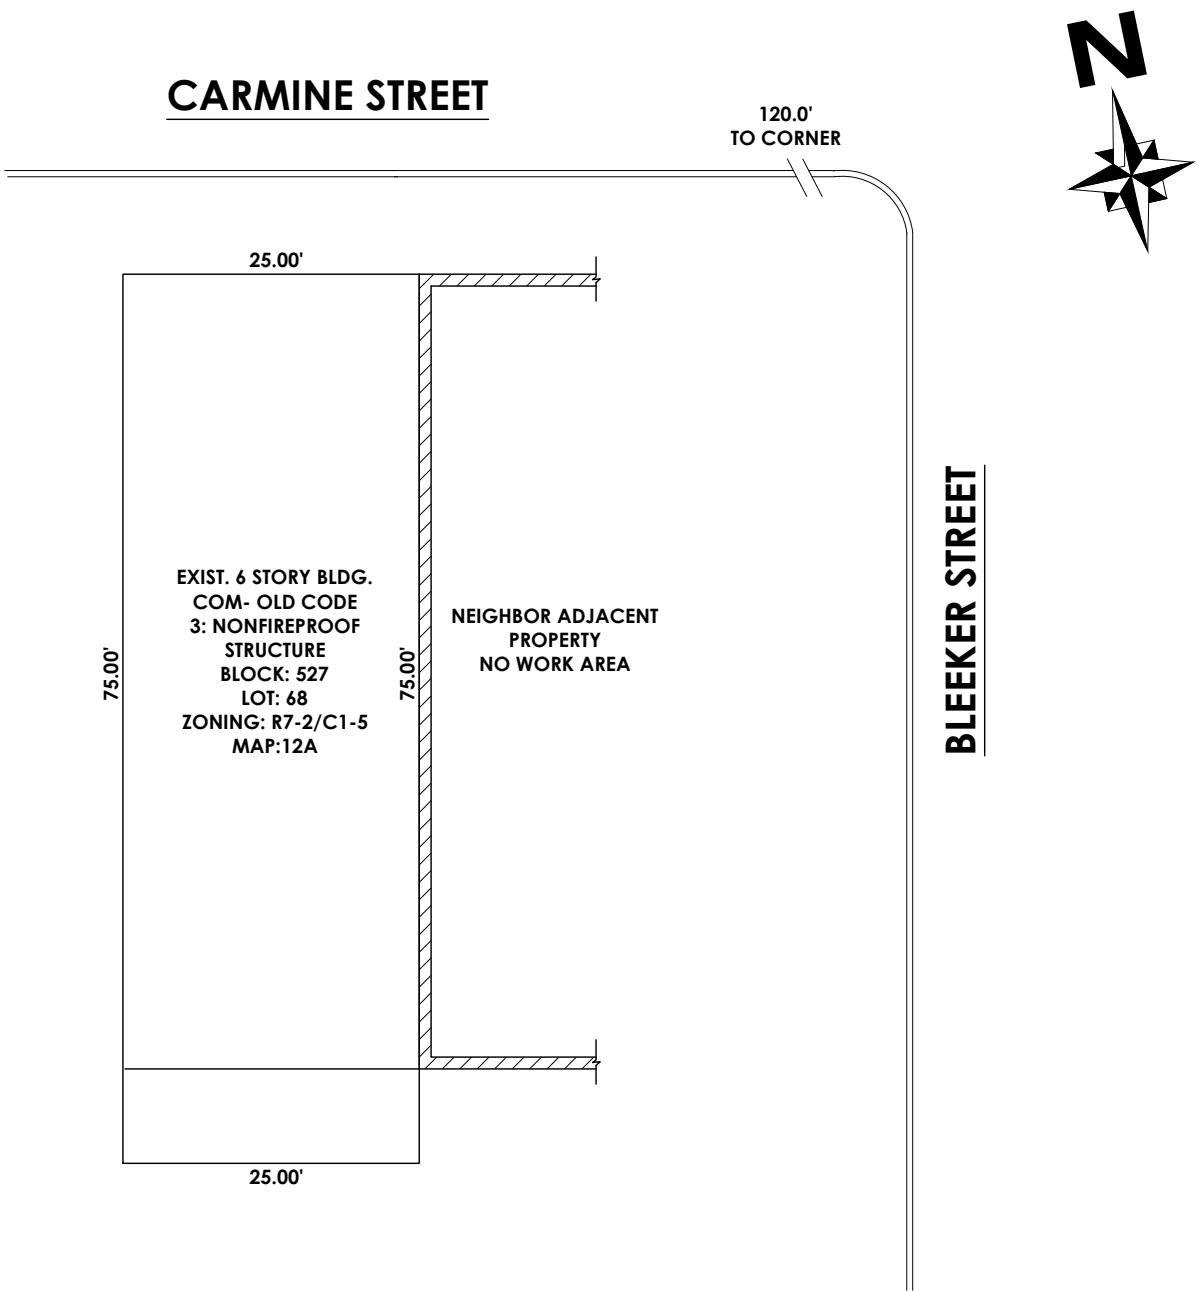 N
CARMINE STREET
120.0'
TO CORNER
25.00'
EXIST. 6 STORY BLDG.
COM- OLD CODE
3: NONFIREPROOF
STRUCTURE
BLOCK: 527
LOT: 68
ZONING: R7-2/C1-5
MAP:12A
75.00'
75.00'
NEIGHBOR ADJACENT
PROPERTY
NO WORK AREA
BLEEKER STREET
25.00'